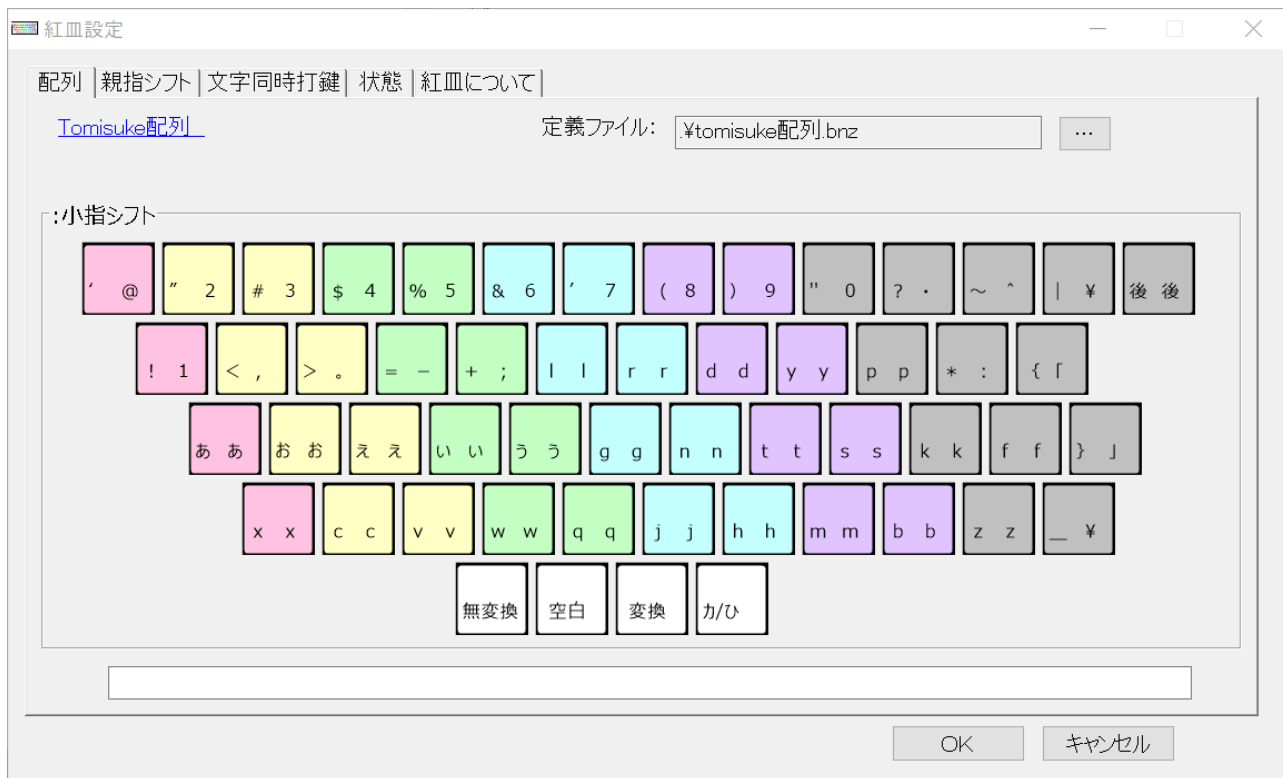 紅皿設定
配列 親指シフト 文字同時打鍵 状態 紅皿について
Tomisuke配列 定義ファイル: .¥tomisuke配列.bnz ...
:小指シフト
‘ @ ” 2 # 3 $ 4 % 5 & 6 ’ 7 ( 8 ) 9 " 0 ? ・ ～ ^ | ¥ 後 後
! 1 < , > 。 = − + ; l l r r d d y y p p * : { 「
あ あ お お え え い い う う g g n n t t s s k k f f } 」
x x c c v v w w q q j j h h m m b b z z _ ¥
無変換 空白 変換 カ/ひ
OK キャンセル